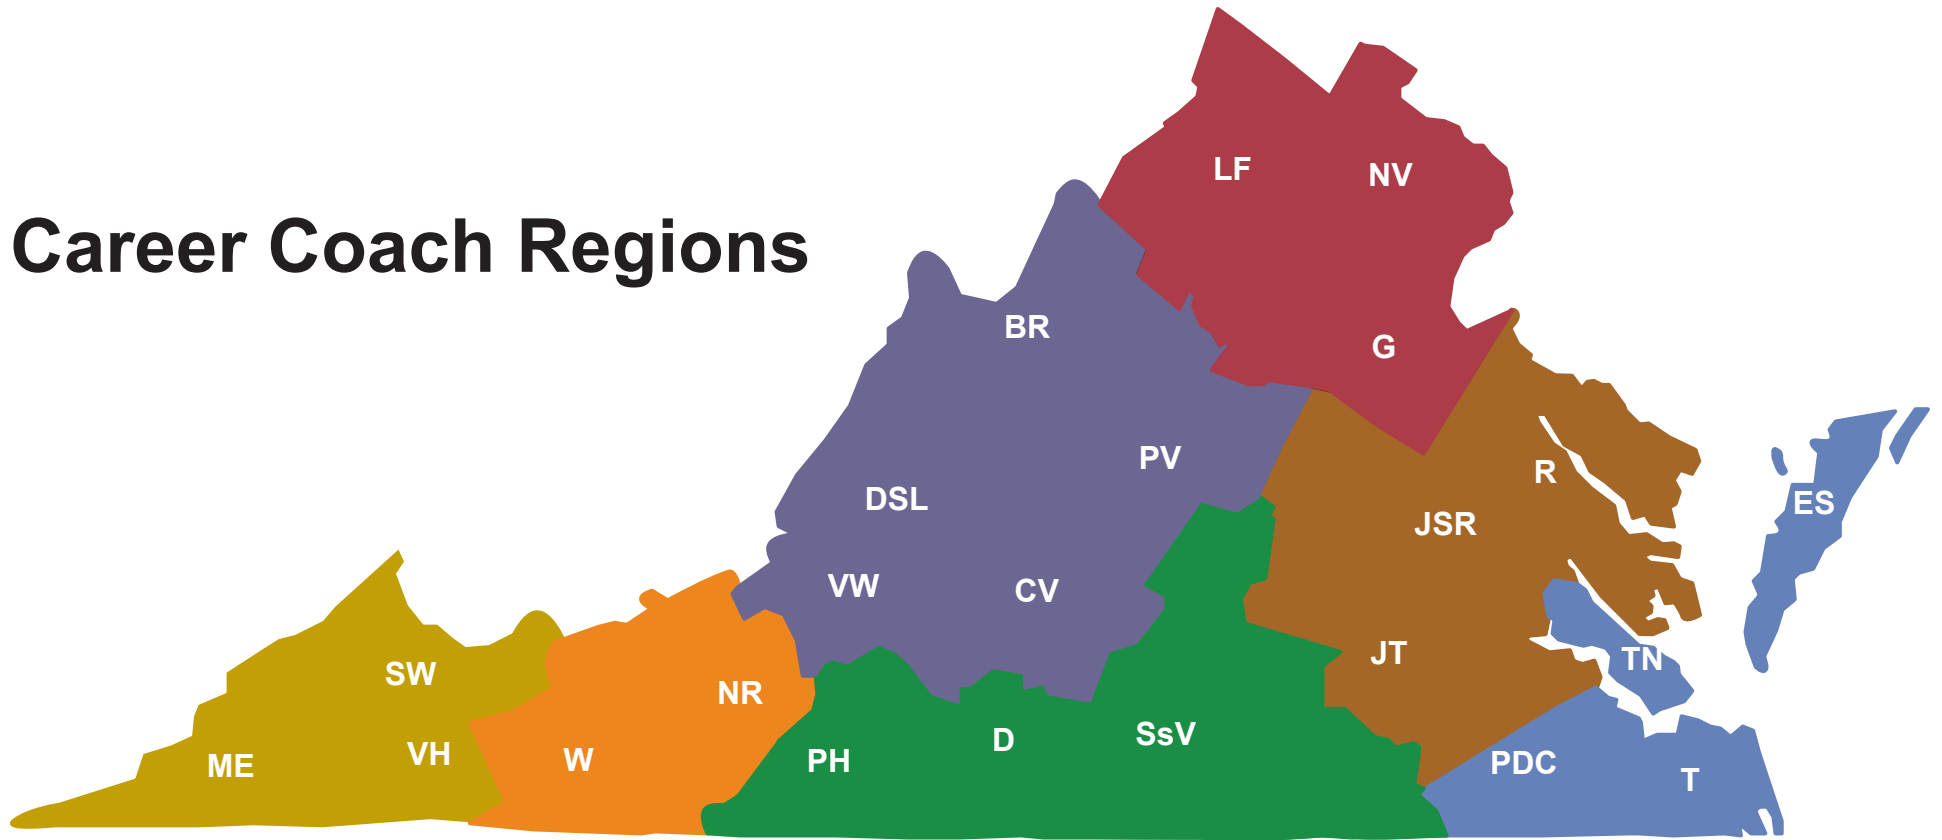 Career Coach Regions
LF
NV
BR
G
PV
R
DSL
ES
JSR
VW
CV
JT
TN
SW
NR
SsV
D
VH
W
PH
PDC
ME
T